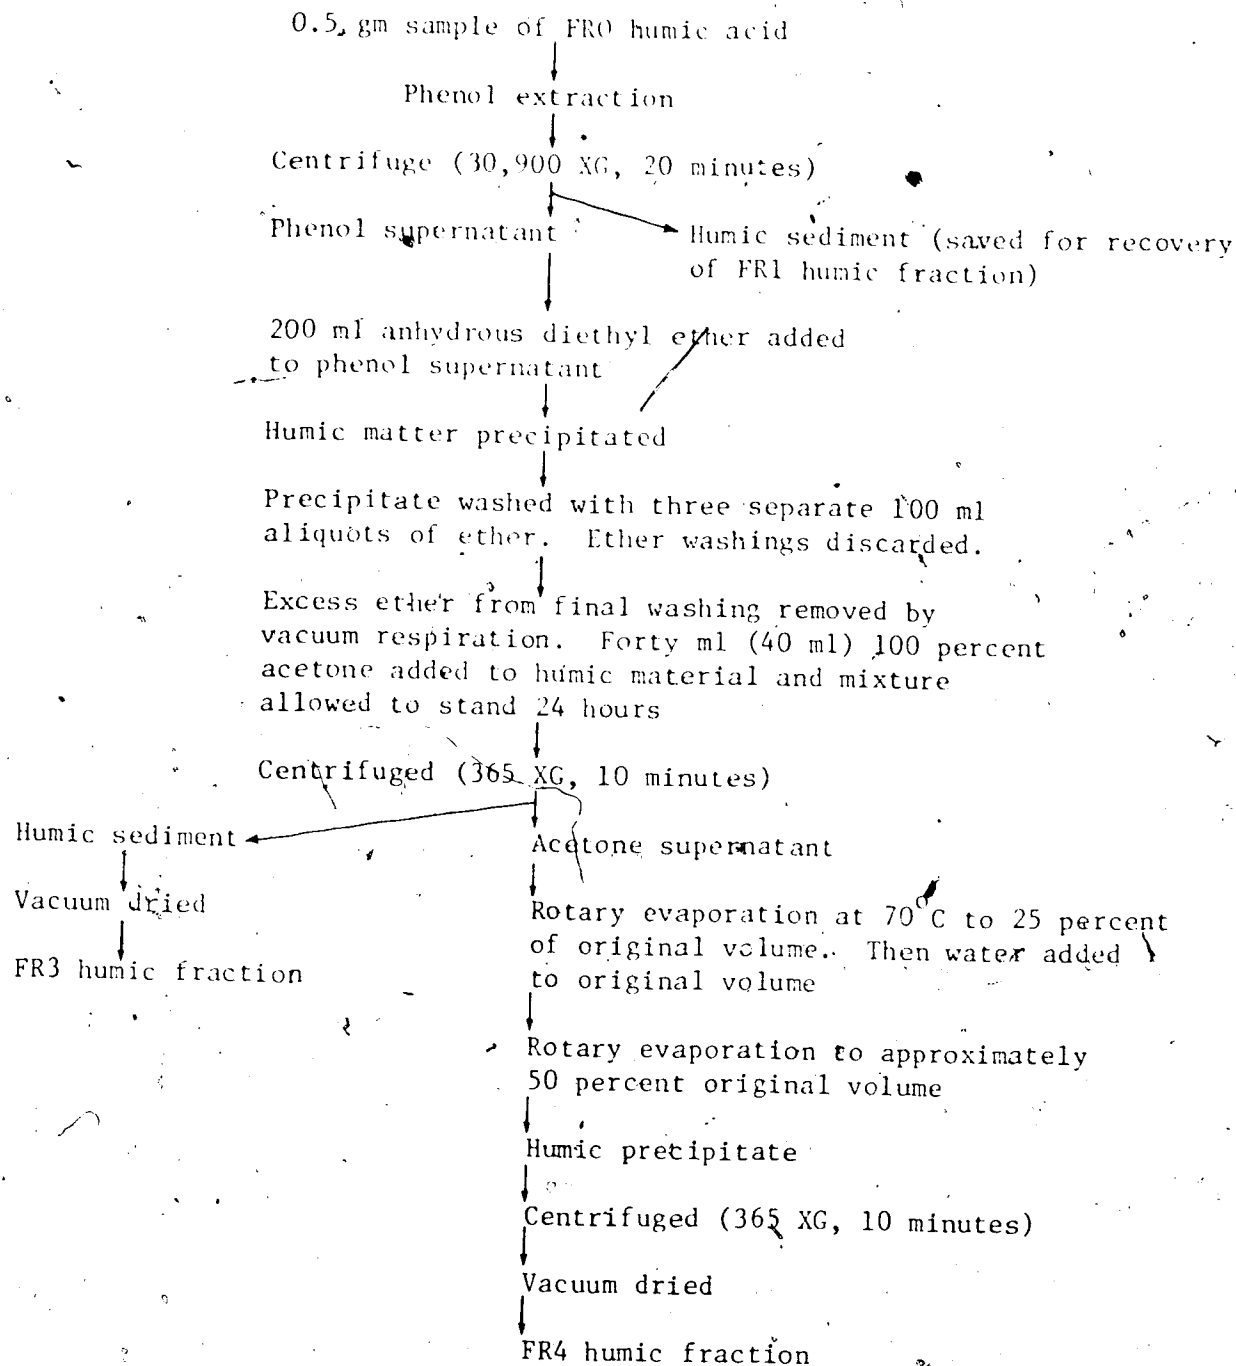 0.5 gm sample of FR0 humic acid
Phenol extraction
Centrifuge (30,900 XG, 20 minutes)
Phenol supernatant
Humic sediment (saved for recovery
of FR1 humic fraction)
200 ml anhydrous diethyl ether added
to phenol supernatant
Humic matter precipitated
Precipitate washed with three separate 100 ml
aliquots of ether. Ether washings discarded.
Excess ether from final washing removed by
vacuum respiration. Forty ml (40 ml) 100 percent
acetone added to humic material and mixture
allowed to stand 24 hours
Centrifuged (365 XG, 10 minutes)
Humic sediment
Vacuum dried
FR3 humic fraction
Acetone supernatant
Rotary evaporation at 70°C to 25 percent
of original volume. Then water added
to original volume
Rotary evaporation to approximately
50 percent original volume
Humic precipitate
Centrifuged (365 XG, 10 minutes)
Vacuum dried
FR4 humic fraction